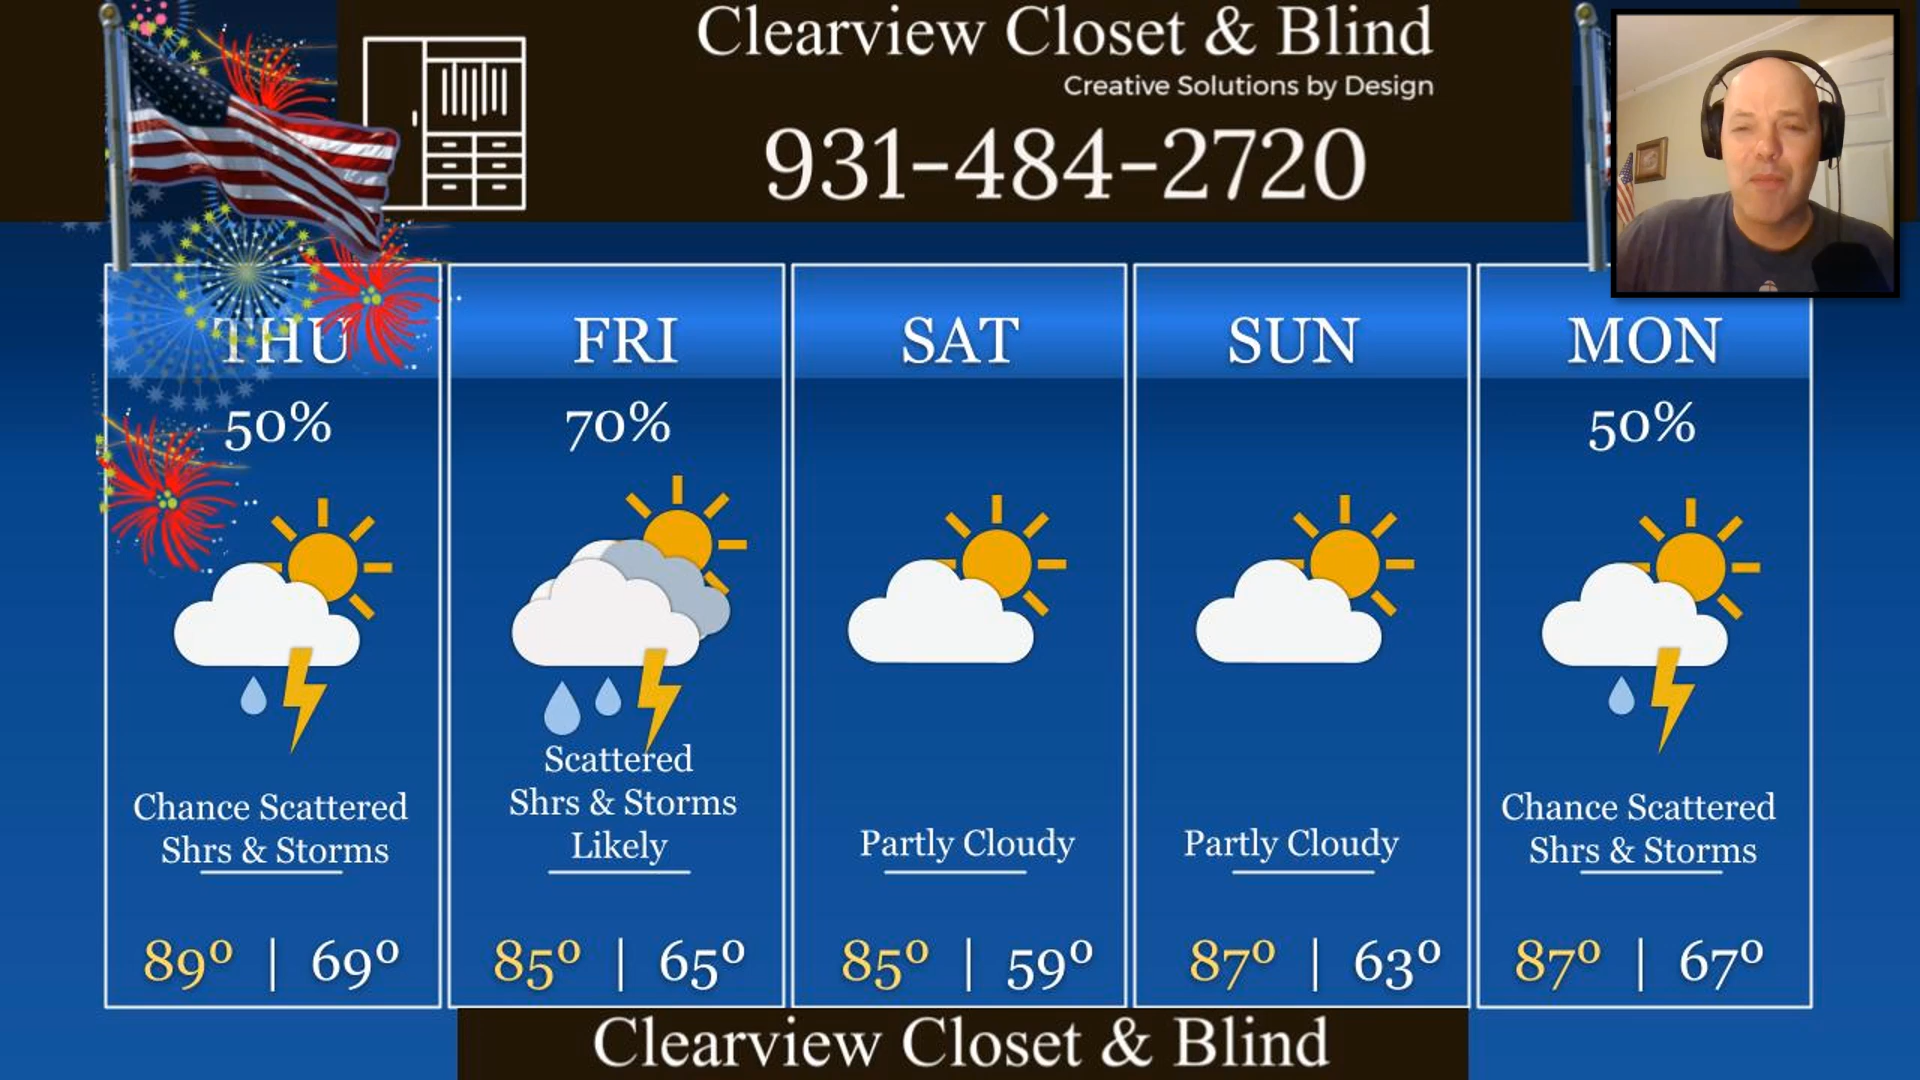 Clearview Closet & Blind
Creative Solutions by Design
931-484-2720
THU
50%
Chance Scattered
Shrs & Storms
89° | 69°
FRI
70%
Scattered
Shrs & Storms
Likely
85° | 65°
SAT
Partly Cloudy
85° | 59°
SUN
Partly Cloudy
87° | 63°
MON
50%
Chance Scattered
Shrs & Storms
87° | 67°
Clearview Closet & Blind